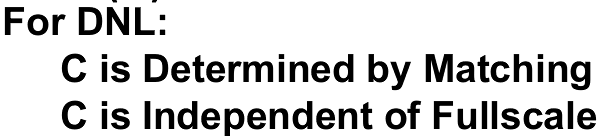 For DNL:
C is Determined by Matching
C is Independent of Fullscale